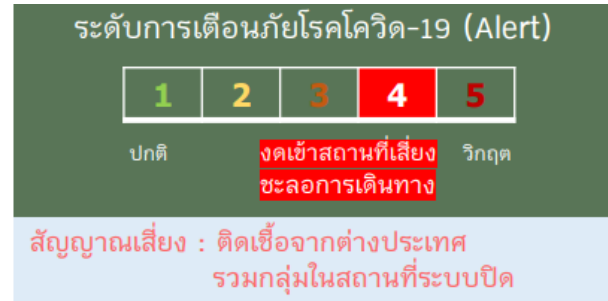 ระดับการเตือนภัยโรคโควิด-19 (Alert)
1 2 3 4 5
ปกติ งดเข้าสถานที่เสี่ยง วิกฤต
ชะลอการเดินทาง
สัญญาณเสี่ยง : ติดเชื้อจากต่างประเทศ
รวมกลุ่มในสถานที่ระบบปิด